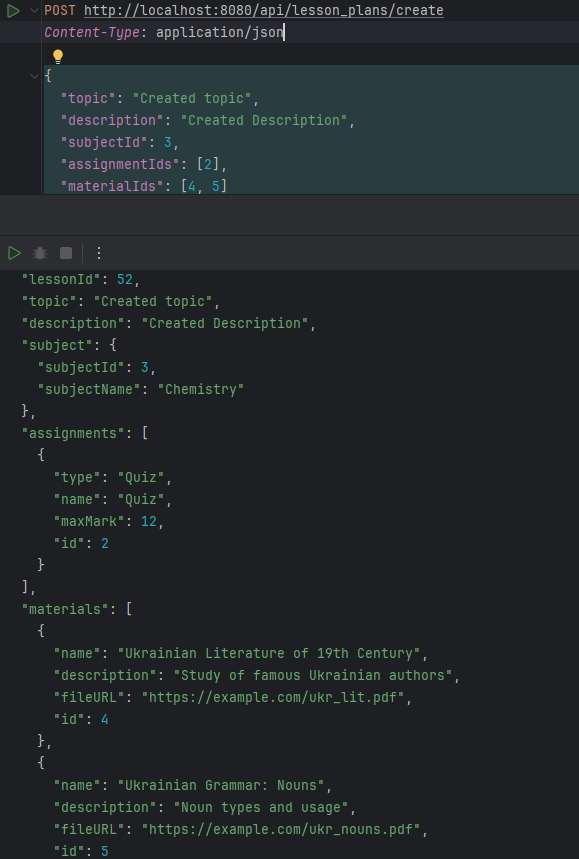 POST http://localhost:8080/api/lesson_plans/create
Content-Type: application/json
{
"topic": "Created topic",
"description": "Created Description",
"subjectId": 3,
"assignmentIds": [2],
"materialIds": [4, 5]
"lessonId": 52,
"topic": "Created topic",
"description": "Created Description",
"subject": {
"subjectId": 3,
"subjectName": "Chemistry"
},
"assignments": [
{
"type": "Quiz",
"name": "Quiz",
"maxMark": 12,
"id": 2
}
],
"materials": [
{
"name": "Ukrainian Literature of 19th Century",
"description": "Study of famous Ukrainian authors",
"fileURL": "https://example.com/ukr_lit.pdf",
"id": 4
},
{
"name": "Ukrainian Grammar: Nouns",
"description": "Noun types and usage",
"fileURL": "https://example.com/ukr_nouns.pdf",
"id": 5